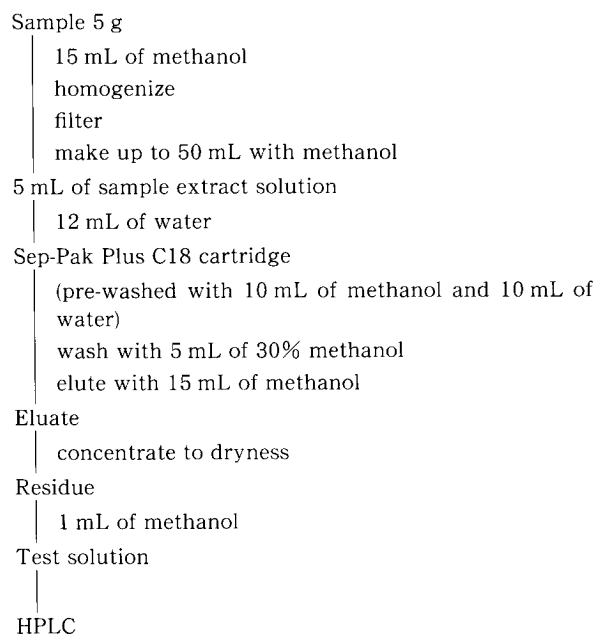 Sample 5 g
15 mL of methanol
homogenize
filter
make up to 50 mL with methanol
5 mL of sample extract solution
12 mL of water
Sep-Pak Plus C18 cartridge
(pre-washed with 10 mL of methanol and 10 mL of
water)
wash with 5 mL of 30% methanol
elute with 15 mL of methanol
Eluate
concentrate to dryness
Residue
1 mL of methanol
Test solution
HPLC